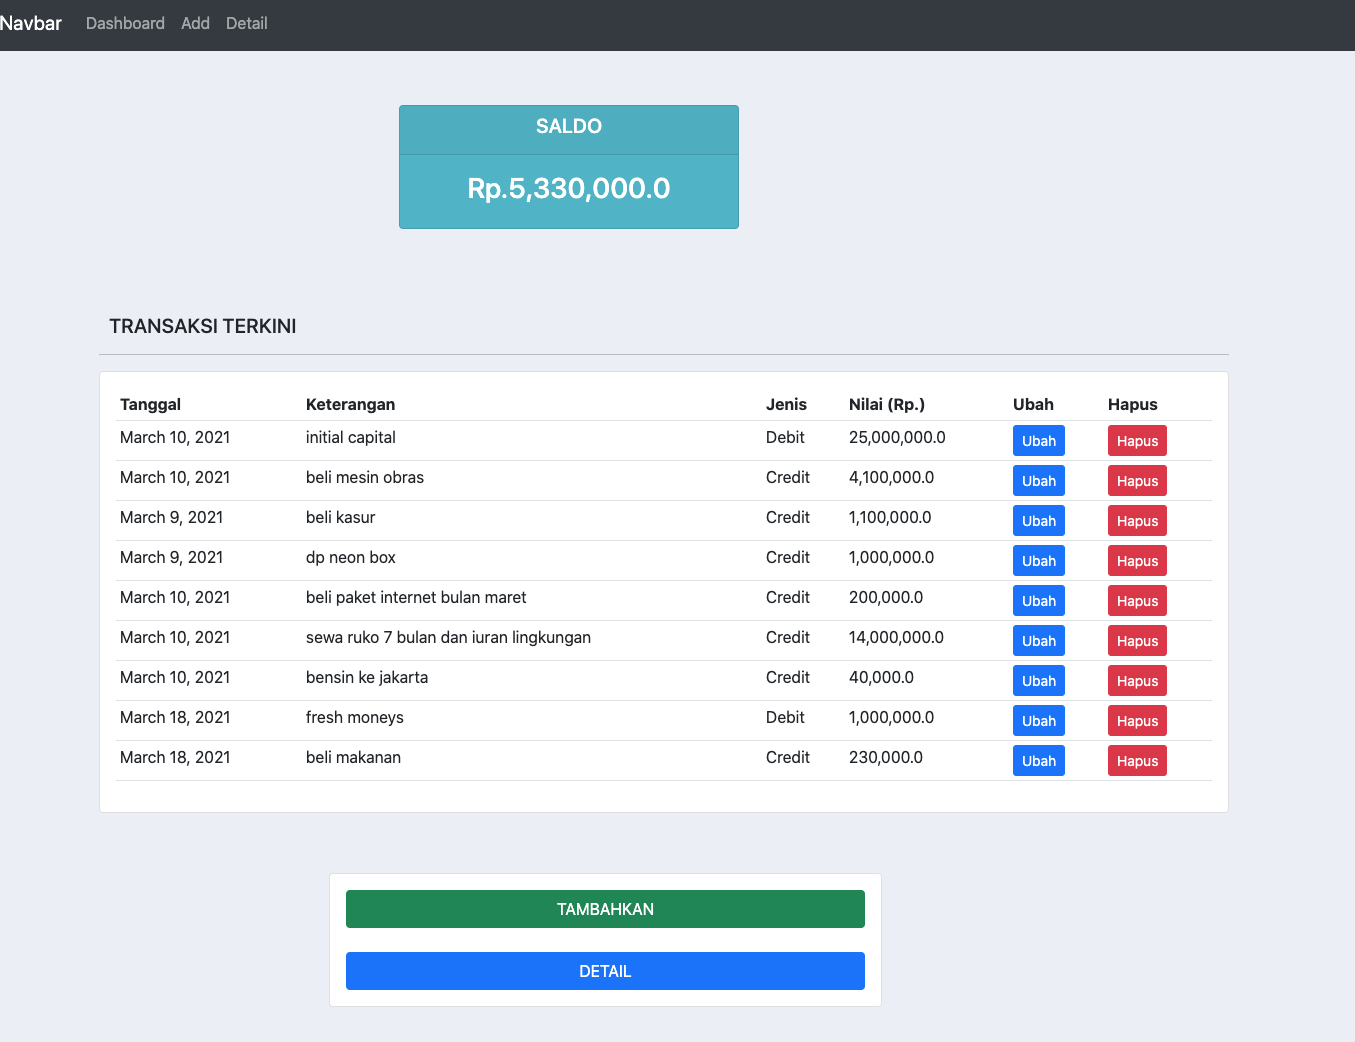 Navbar Dashboard Add Detail
SALDO
Rp.5,330,000.0
TRANSAKSI TERKINI
Tanggal Keterangan Jenis Nilai (Rp.) Ubah Hapus
March 10, 2021 initial capital Debit 25,000,000.0 Ubah Hapus
March 10, 2021 beli mesin obras Credit 4,100,000.0 Ubah Hapus
March 9, 2021 beli kasur Credit 1,100,000.0 Ubah Hapus
March 9, 2021 dp neon box Credit 1,000,000.0 Ubah Hapus
March 10, 2021 beli paket internet bulan maret Credit 200,000.0 Ubah Hapus
March 10, 2021 sewa ruko 7 bulan dan iuran lingkungan Credit 14,000,000.0 Ubah Hapus
March 10, 2021 bensin ke jakarta Credit 40,000.0 Ubah Hapus
March 18, 2021 fresh moneys Debit 1,000,000.0 Ubah Hapus
March 18, 2021 beli makanan Credit 230,000.0 Ubah Hapus
TAMBAHKAN
DETAIL